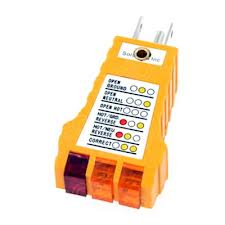 OPEN
GROUND
OPEN
NEUTRAL
OPEN HOT
HOT/GRD
REVERSE
HOT/NEU
REVERSE
CORRECT